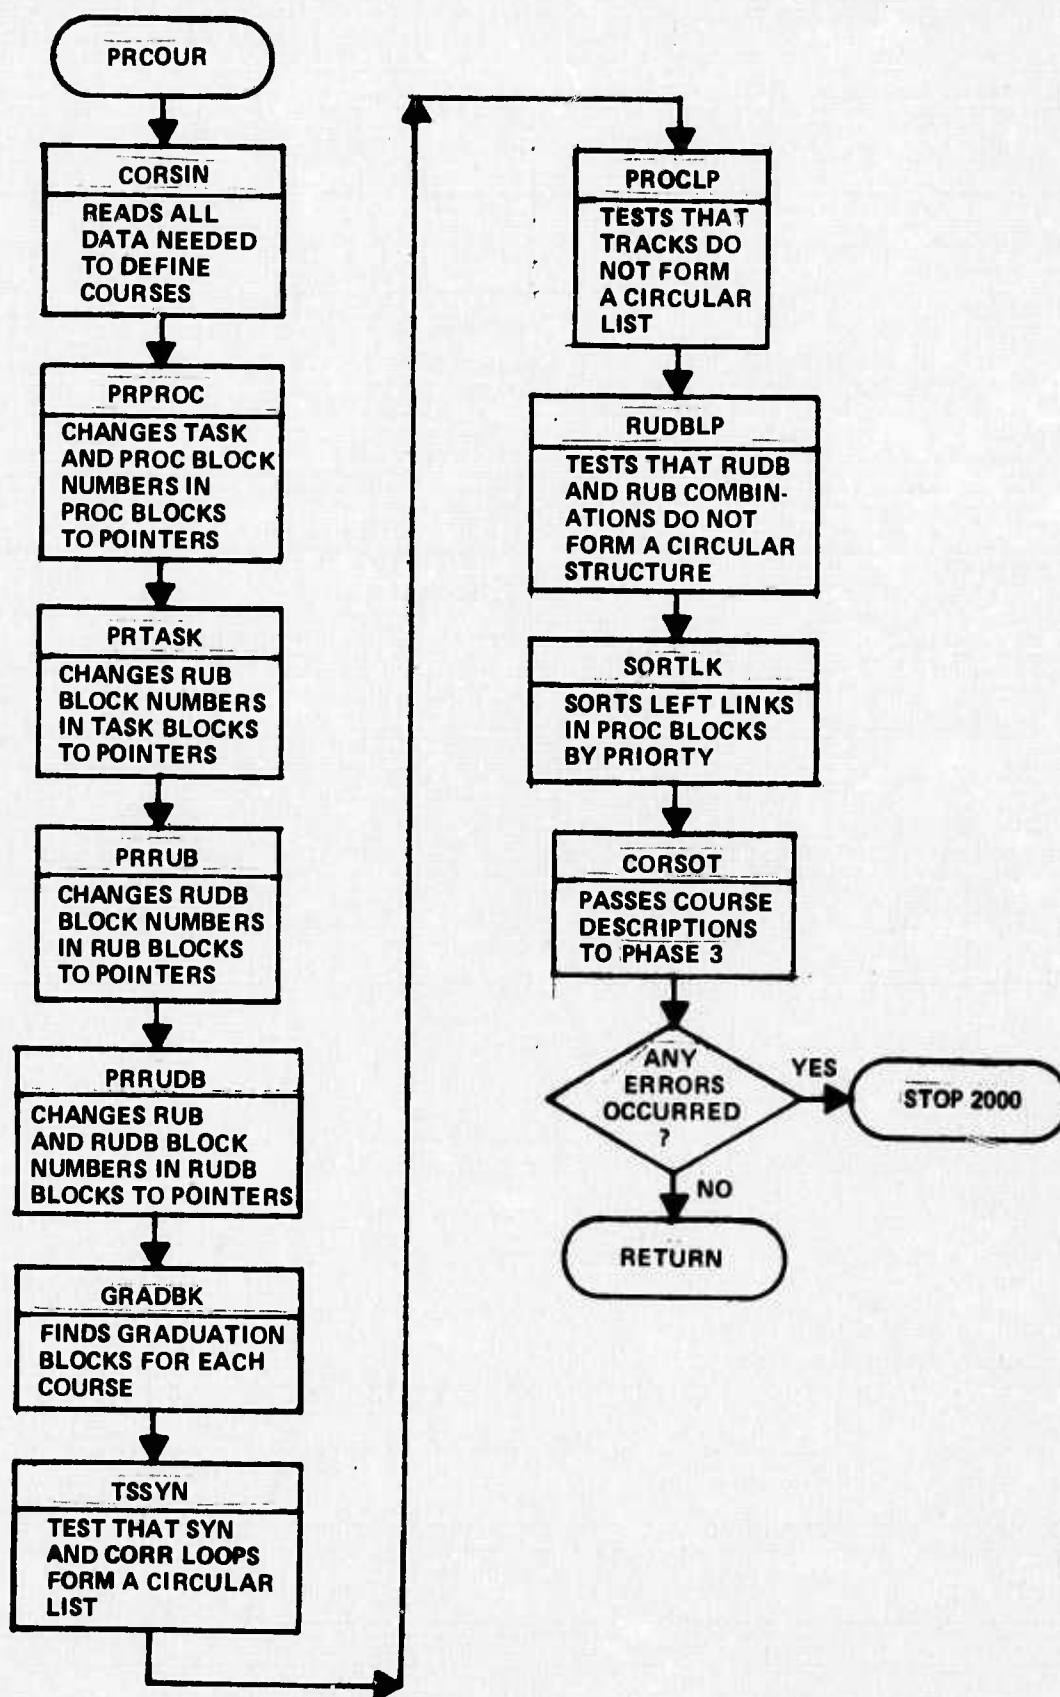 PRCOUR
CORSIN
READS ALL
DATA NEEDED
TO DEFINE
COURSES
PRPROC
CHANGES TASK
AND PROC BLOCK
NUMBERS IN
PROC BLOCKS
TO POINTERS
PRTASK
CHANGES RUB
BLOCK NUMBERS
IN TASK BLOCKS
TO POINTERS
PRRUB
CHANGES RUDB
BLOCK NUMBERS
IN RUB BLOCKS
TO POINTERS
PRRUDB
CHANGES RUB
AND RUDB BLOCK
NUMBERS IN RUDB
BLOCKS TO POINTERS
GRADBK
FINDS GRADUATION
BLOCKS FOR EACH
COURSE
TSSYN
TEST THAT SYN
AND CORR LOOPS
FORM A CIRCULAR
LIST
PROCLP
TESTS THAT
TRACKS DO
NOT FORM
A CIRCULAR
LIST
RUDBLP
TESTS THAT RUDB
AND RUB COMBIN-
ATIONS DO NOT
FORM A CIRCULAR
STRUCTURE
SORTLK
SORTS LEFT LINKS
IN PROC BLOCKS
BY PRIORTY
CORSOT
PASSES COURSE
DESCRIPTIONS
TO PHASE 3
ANY
ERRORS
OCCURRED
?
YES
STOP 2000
NO
RETURN